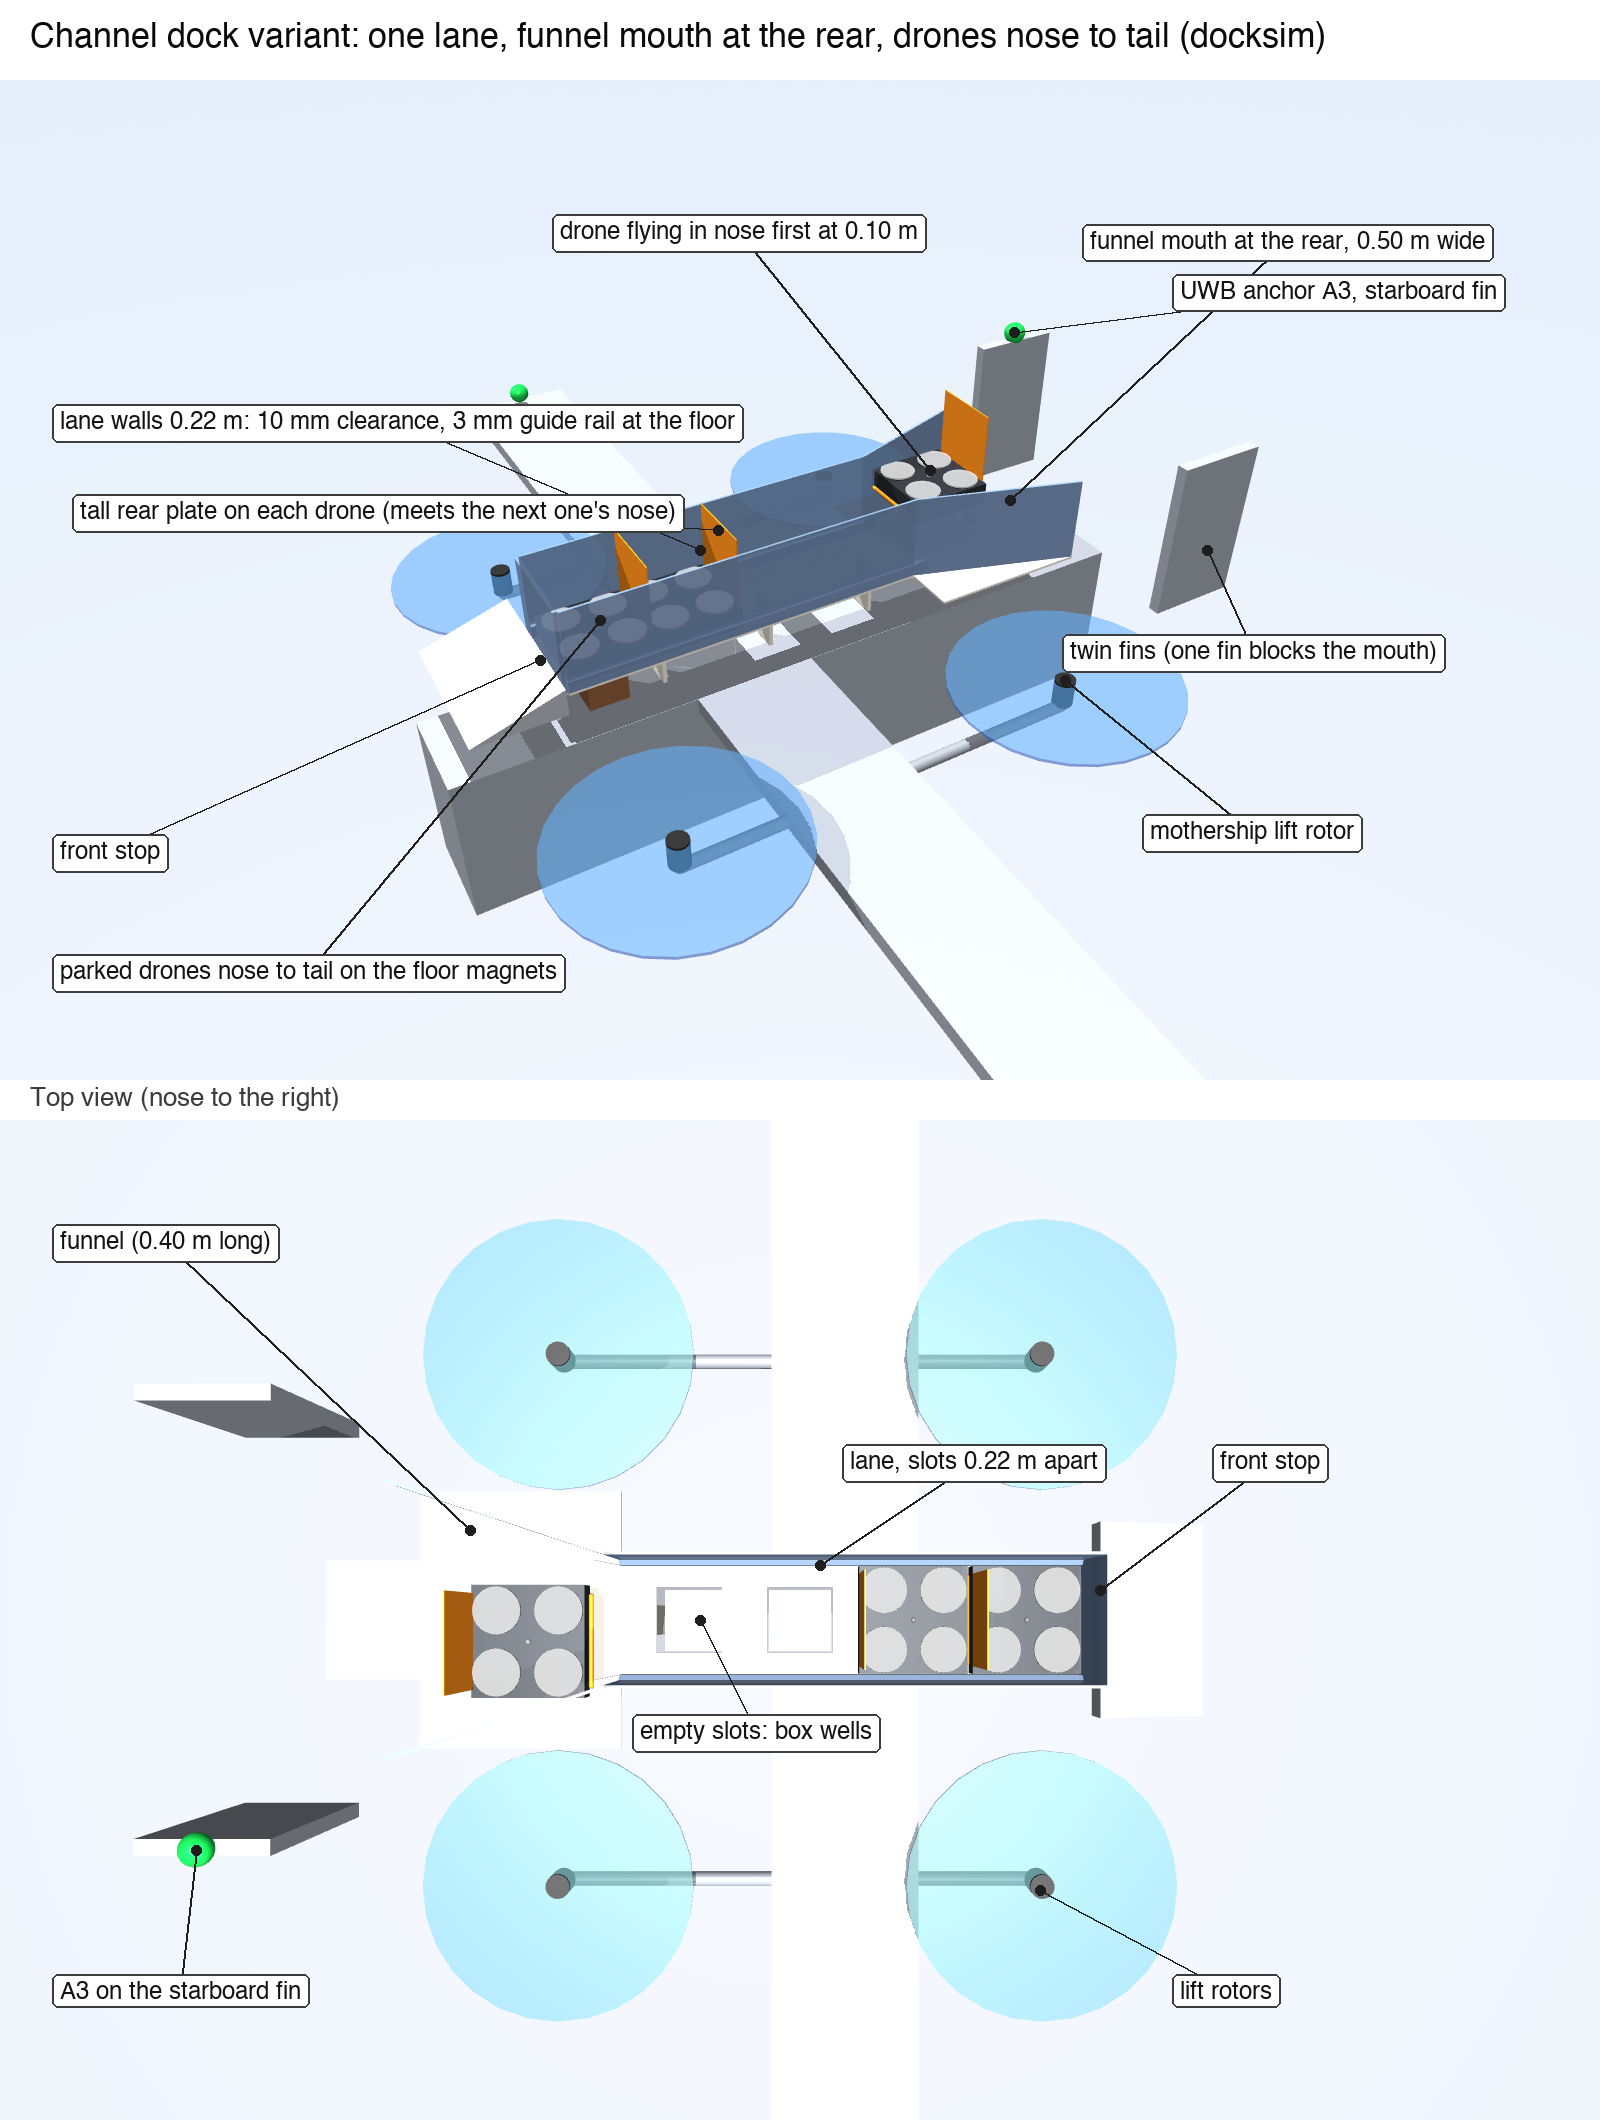 Channel dock variant: one lane, funnel mouth at the rear, drones nose to tail (docksim)
drone flying in nose first at 0.10 m
funnel mouth at the rear, 0.50 m wide
UWB anchor A3, starboard fin
lane walls 0.22 m: 10 mm clearance, 3 mm guide rail at the floor
tall rear plate on each drone (meets the next one's nose)
twin fins (one fin blocks the mouth)
mothership lift rotor
front stop
parked drones nose to tail on the floor magnets
Top view (nose to the right)
funnel (0.40 m long)
lane, slots 0.22 m apart
front stop
empty slots: box wells
A3 on the starboard fin
lift rotors